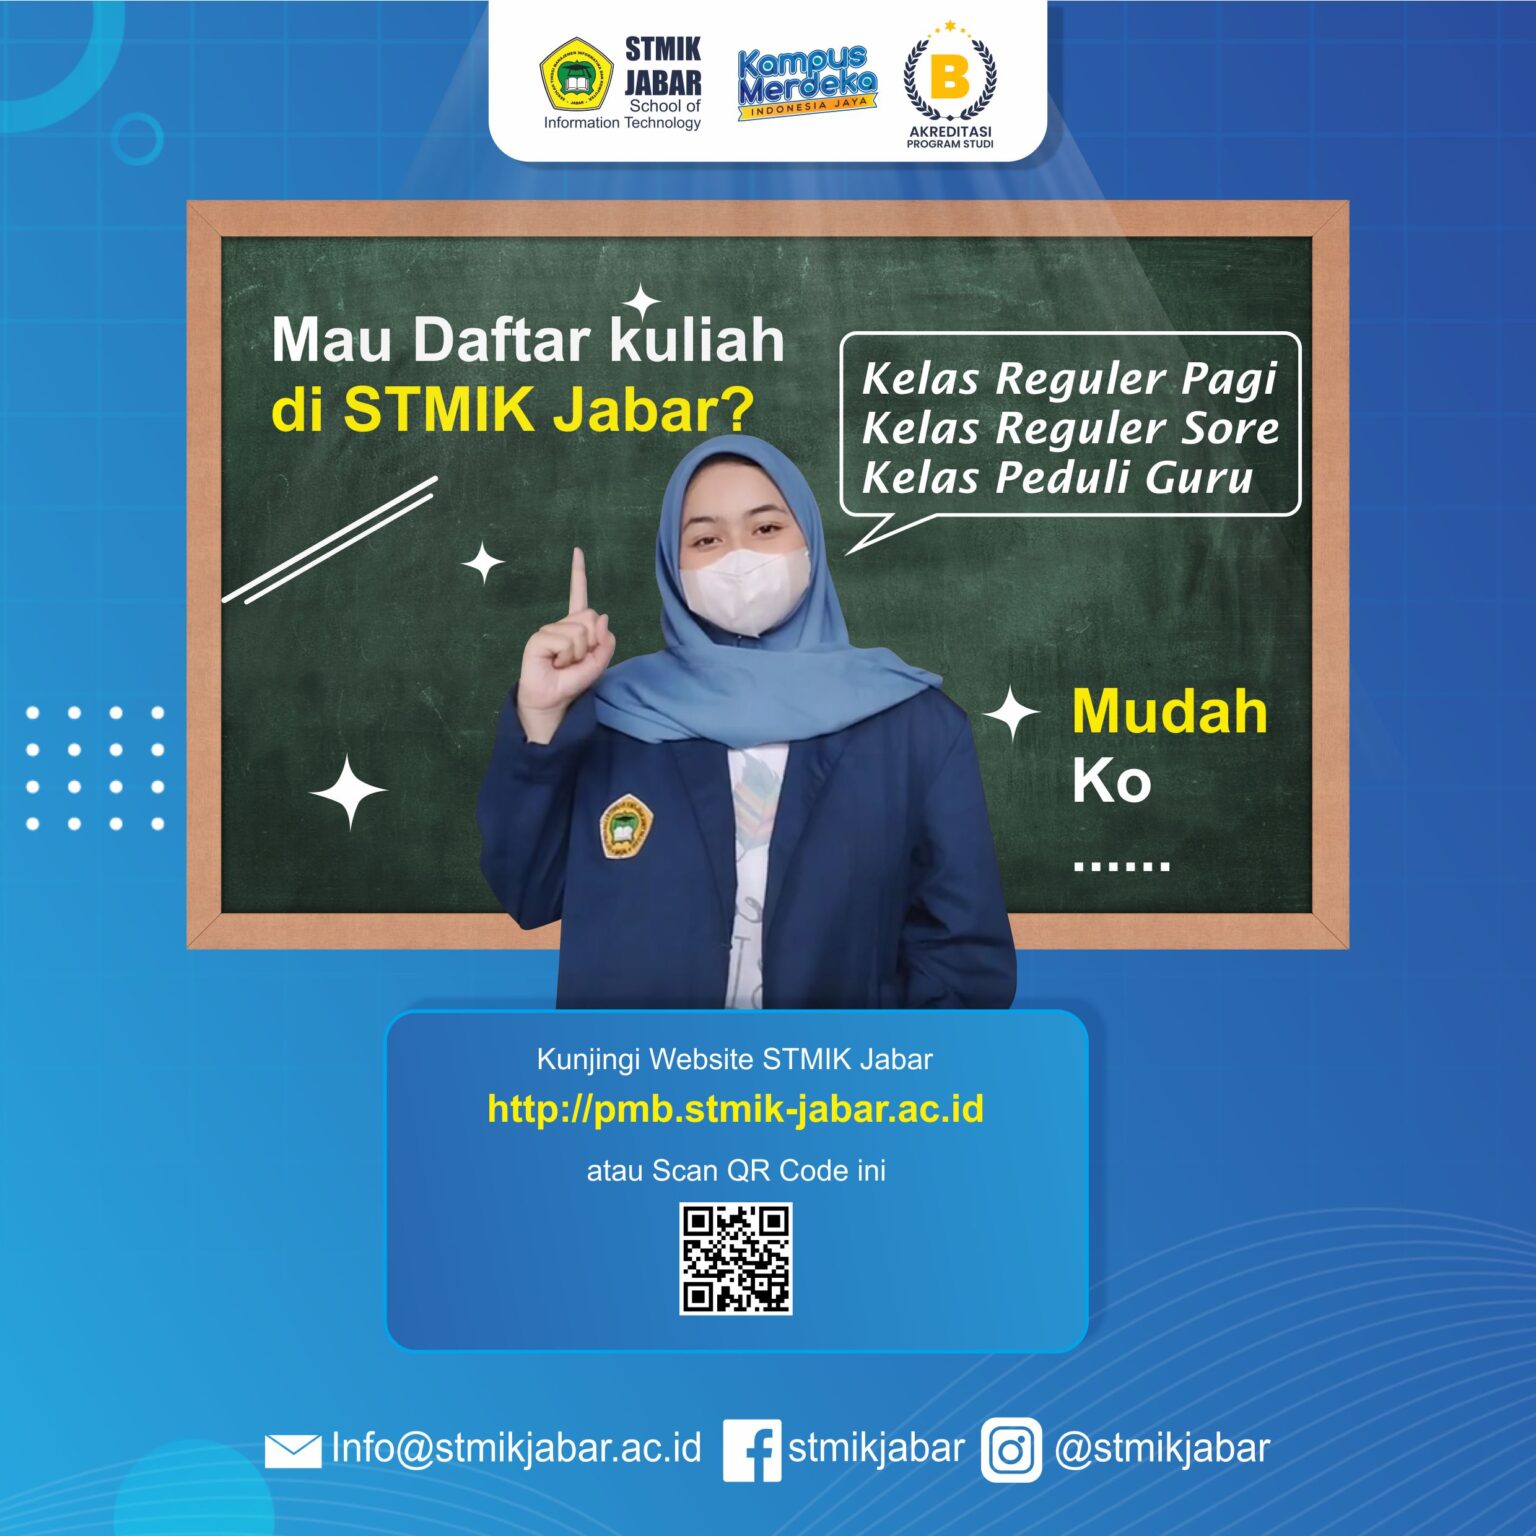 STMIK
JABAR
School of
Information Technology
Kampus
Merdeka
INDONESIA JAYA
B
AKREDITASI
PROGRAM STUDI
Mau Daftar kuliah
di STMIK Jabar?
Kelas Reguler Pagi
Kelas Reguler Sore
Kelas Peduli Guru
Mudah
Ko
......
Kunjingi Website STMIK Jabar
http://pmb.stmik-jabar.ac.id
atau Scan QR Code ini
Info@stmikjabar.ac.id
stmikjabar
@stmikjabar